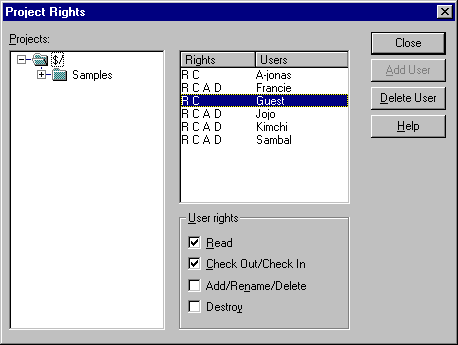 Project Rights
Projects:
$/
Samples
Rights Users
R C A-jonas
R C A D Francie
R C Guest
R C A D Jojo
R C A D Kimchi
R C A D Sambal
User rights
Read
Check Out/Check In
Add/Rename/Delete
Destroy
Close
Add User
Delete User
Help